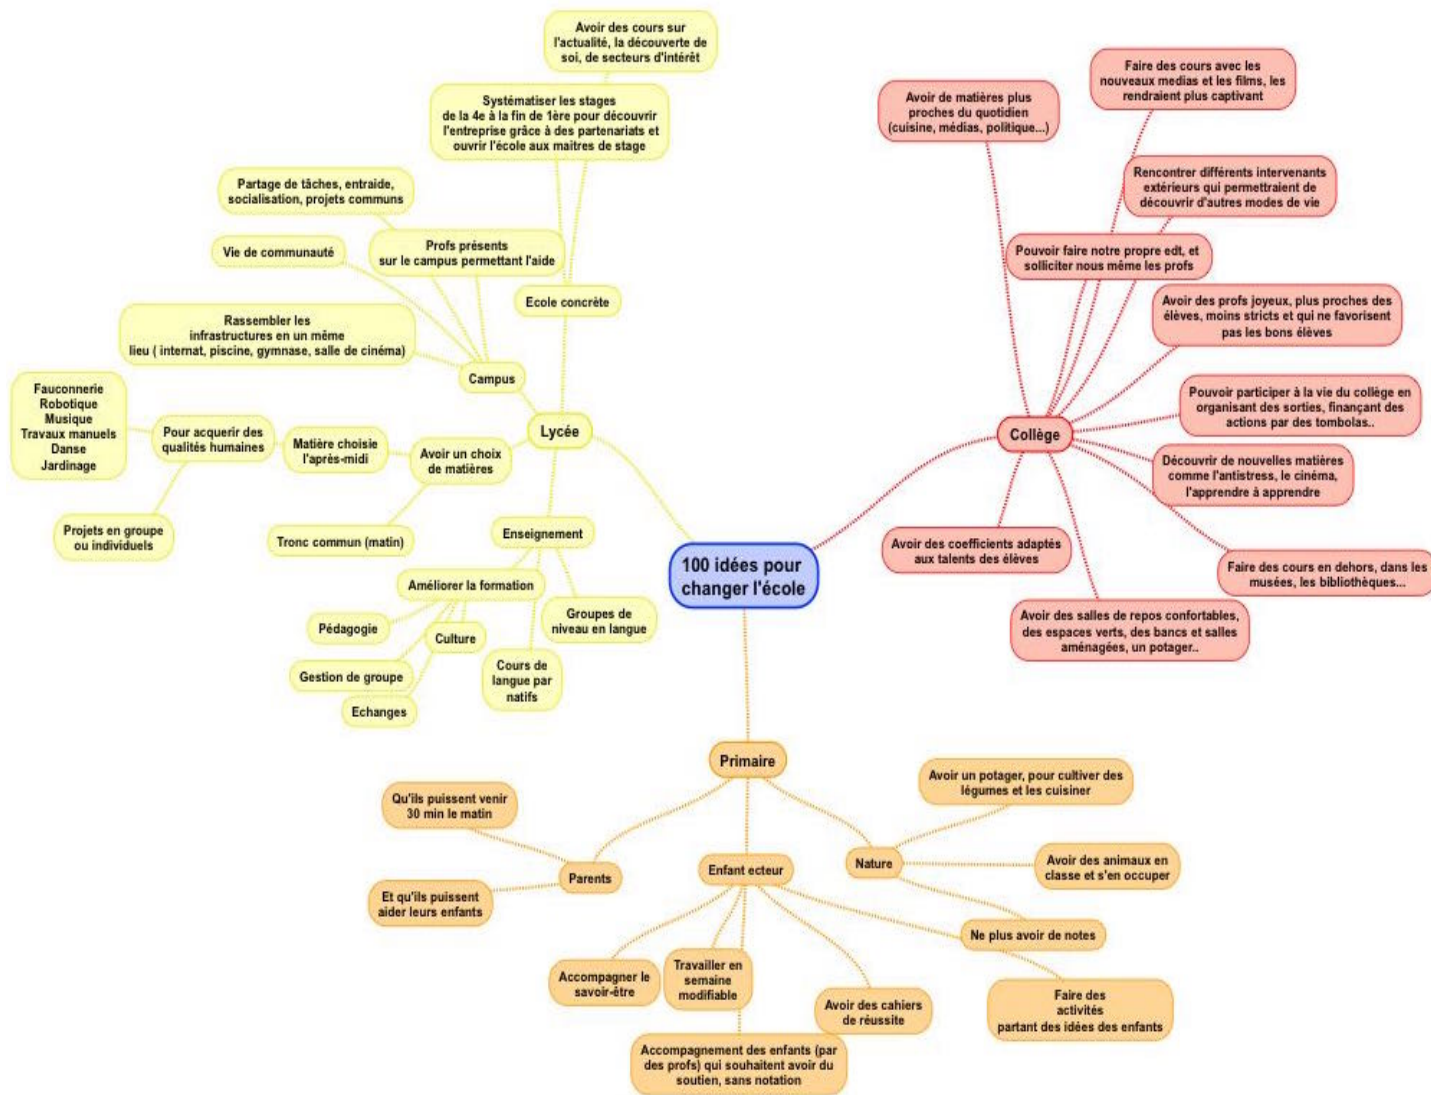 Avoir des cours sur
l'actualité, la découverte de
soi, de secteurs d'intérêt
Systématiser les stages
de la 4e à la fin de 1ère pour découvrir
l'entreprise grâce à des partenariats et
ouvrir l'école aux maitres de stage
Partage de tâches, entraide,
socialisation, projets communs
Vie de communauté
Profs présents
sur le campus permettant l'aide
Ecole concrète
Rassembler les
infrastructures en un même
lieu ( internat, piscine, gymnase, salle de cinéma)
Campus
Fauconnerie
Robotique
Musique
Travaux manuels
Danse
Jardinage
Pour acquerir des
qualités humaines
Matière choisie
l'après-midi
Avoir un choix
de matières
Lycée
Projets en groupe
ou individuels
Tronc commun (matin)
Enseignement
Améliorer la formation
Pédagogie
Culture
Groupes de
niveau en langue
Gestion de groupe
Cours de
langue par
natifs
Echanges
100 idées pour
changer l'école
Avoir de matières plus
proches du quotidien
(cuisine, médias, politique...)
Faire des cours avec les
nouveaux medias et les films, les
rendraient plus captivant
Rencontrer différents intervenants
extérieurs qui permettraient de
découvrir d'autres modes de vie
Pouvoir faire notre propre edt, et
solliciter nous même les profs
Avoir des profs joyeux, plus proches des
élèves, moins stricts et qui ne favorisent
pas les bons élèves
Pouvoir participer à la vie du collège en
organisant des sorties, finançant des
actions par des tombolas..
Collège
Découvrir de nouvelles matières
comme l'antistress, le cinéma,
l'apprendre à apprendre
Avoir des coefficients adaptés
aux talents des élèves
Faire des cours en dehors, dans les
musées, les bibliothèques...
Avoir des salles de repos confortables,
des espaces verts, des bancs et salles
aménagées, un potager..
Primaire
Qu'ils puissent venir
30 min le matin
Parents
Et qu'ils puissent
aider leurs enfants
Enfant ecteur
Nature
Avoir un potager, pour cultiver des
légumes et les cuisiner
Avoir des animaux en
classe et s'en occuper
Ne plus avoir de notes
Accompagner le
savoir-être
Travailler en
semaine
modifiable
Avoir des cahiers
de réussite
Faire des
activités
partant des idées des enfants
Accompagnement des enfants (par
des profs) qui souhaitent avoir du
soutien, sans notation